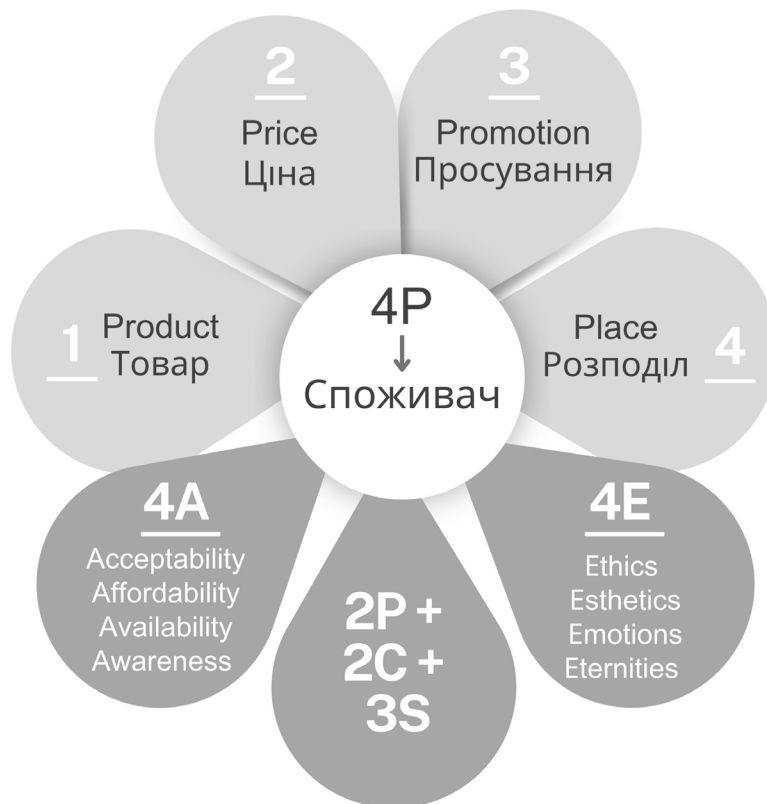 2
Price
Ціна
3
Promotion
Просування
1
Product
Товар
4P
↓
Споживач
Place
Розподіл
4
4A
Acceptability
Affordability
Availability
Awareness
2P +
2C +
3S
4E
Ethics
Esthetics
Emotions
Eternities